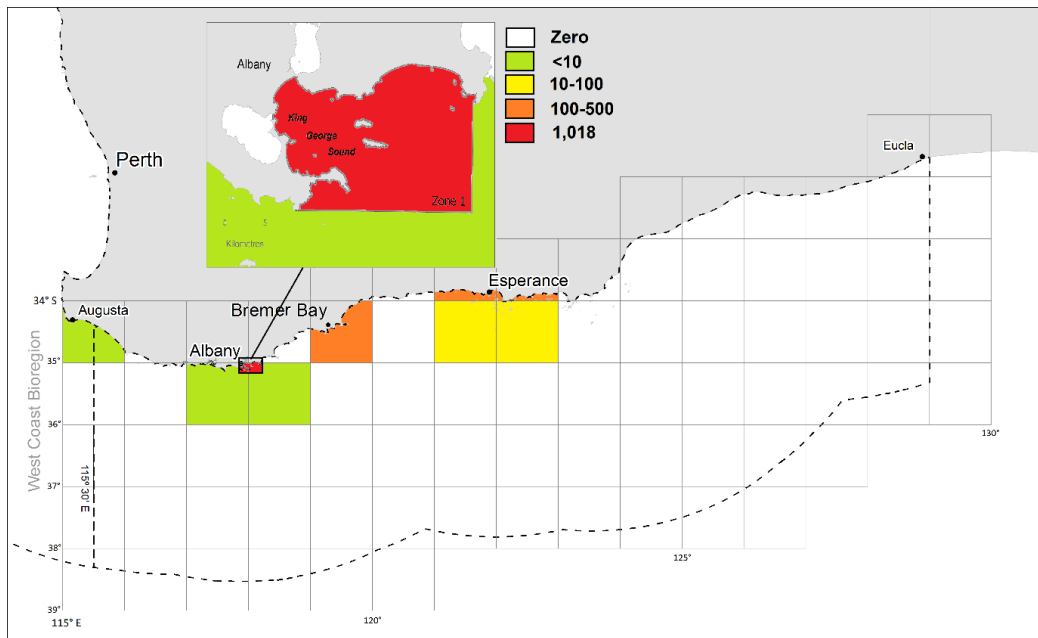 Zero
<10
10-100
100-500
1,018
Albany
King
George
Sound
Zone 1
5
Kilometres
Perth
Eucla
Esperance
34° S
Augusta
Bremer Bay
Albany
35°
36°
West Coast Bioregion
115° 30' E
130°
37°
38°
125°
39°
115° E
120°